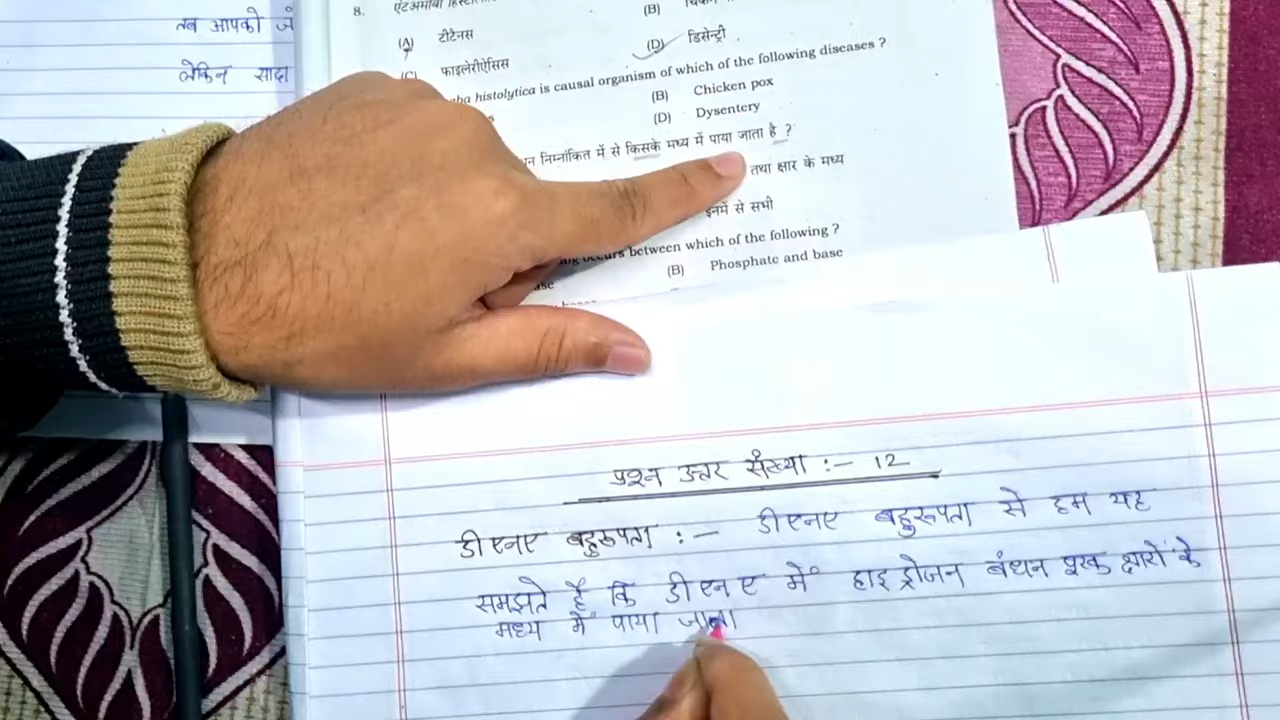 तब आपको
लेकिन सादा
8.
(B)
(A) टीटेनस
(D) डिसेन्ट्री
फाइलेरीऐसिस
histolytica is causal organism of which of the following diseases ?
(B) Chicken pox
(D) Dysentery
निम्नांकित में से किसके मध्य में पाया जाता है ?
तथा क्षार के मध्य
इनमें से सभी
occurs between which of the following ?
(B) Phosphate and base
प्रश्न उत्तर संख्या :- 12
डीएनए बहुरूपता :- डीएनए बहुरूपता से हम यह
समझते है कि डीएनए में हाइड्रोजन बंधन पूरक क्षारों के
मध्य में पाया जाता